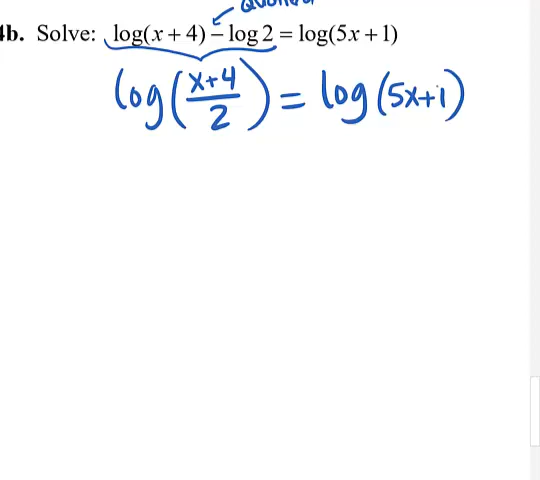 4b. Solve: log(x + 4) − log 2 = log(5x + 1)
log(x+4/2) = log(5x+1)